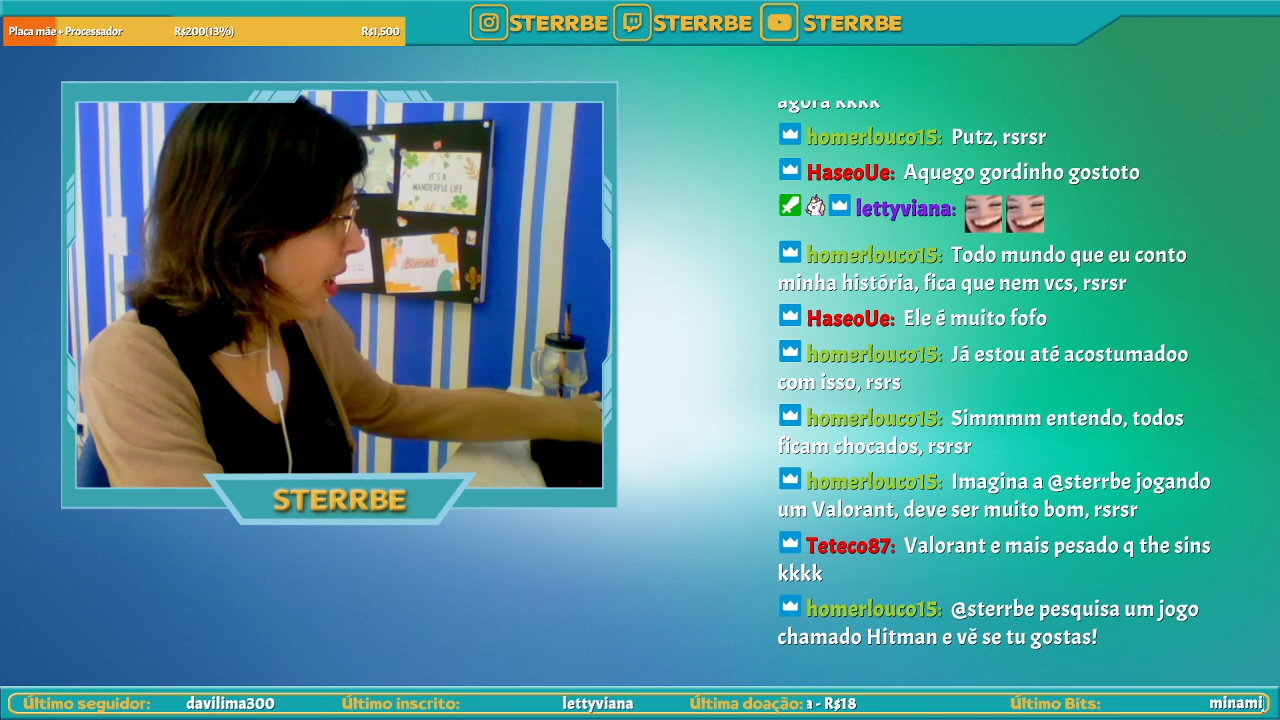 Placa mãe + Processador R$200(13%) R$1,500
STERRBE STERRBE STERRBE
agora kkkk
homerlouco15: Putz, rsrsr
HaseoUe: Aquego gordinho gostoto
lettyviana:
homerlouco15: Todo mundo que eu conto
minha história, fica que nem vcs, rsrsr
HaseoUe: Ele é muito fofo
homerlouco15: Já estou até acostumadoo
com isso, rsrs
homerlouco15: Simmmm entendo, todos
ficam chocados, rsrsr
homerlouco15: Imagina a @sterrbe jogando
um Valorant, deve ser muito bom, rsrsr
Teteco87: Valorant e mais pesado q the sins
kkkk
homerlouco15: @sterrbe pesquisa um jogo
chamado Hitman e vê se tu gostas!
IT'S A
WANDERFUL LIFE
Blessed
STERRBE
Último seguidor: davilima300 Último inscrito: lettyviana Última doação: a - R$18 Último Bits: minami